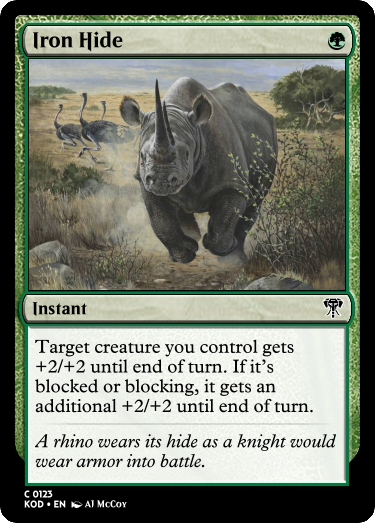 Iron Hide
Instant
Target creature you control gets
+2/+2 until end of turn. If it's
blocked or blocking, it gets an
additional +2/+2 until end of turn.
A rhino wears its hide as a knight would
wear armor into battle.
C 0123
KOD • EN AJ McCoy